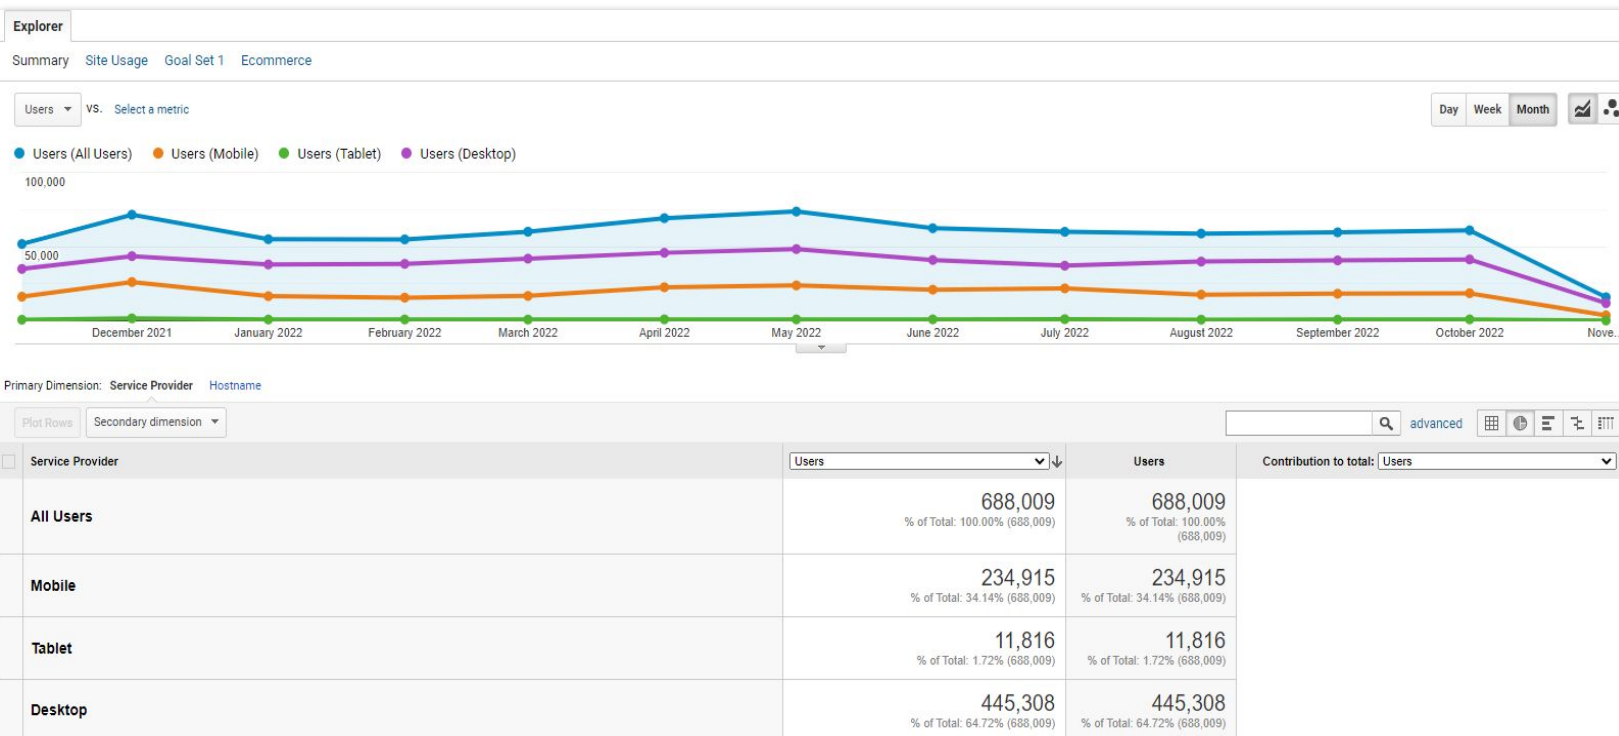 Explorer
Summary Site Usage Goal Set 1 Ecommerce
Users VS. Select a metric Day Week Month
Users (All Users) Users (Mobile) Users (Tablet) Users (Desktop)
100,000
50,000
December 2021 January 2022 February 2022 March 2022 April 2022 May 2022 June 2022 July 2022 August 2022 September 2022 October 2022 Nove...
Primary Dimension: Service Provider Hostname
Plot Rows Secondary dimension advanced
Service Provider Users Users Contribution to total: Users
All Users 688,009 688,009
% of Total: 100.00% (688,009) % of Total: 100.00%
(688,009)
Mobile 234,915 234,915
% of Total: 34.14% (688,009) % of Total: 34.14% (688,009)
Tablet 11,816 11,816
% of Total: 1.72% (688,009) % of Total: 1.72% (688,009)
Desktop 445,308 445,308
% of Total: 64.72% (688,009) % of Total: 64.72% (688,009)